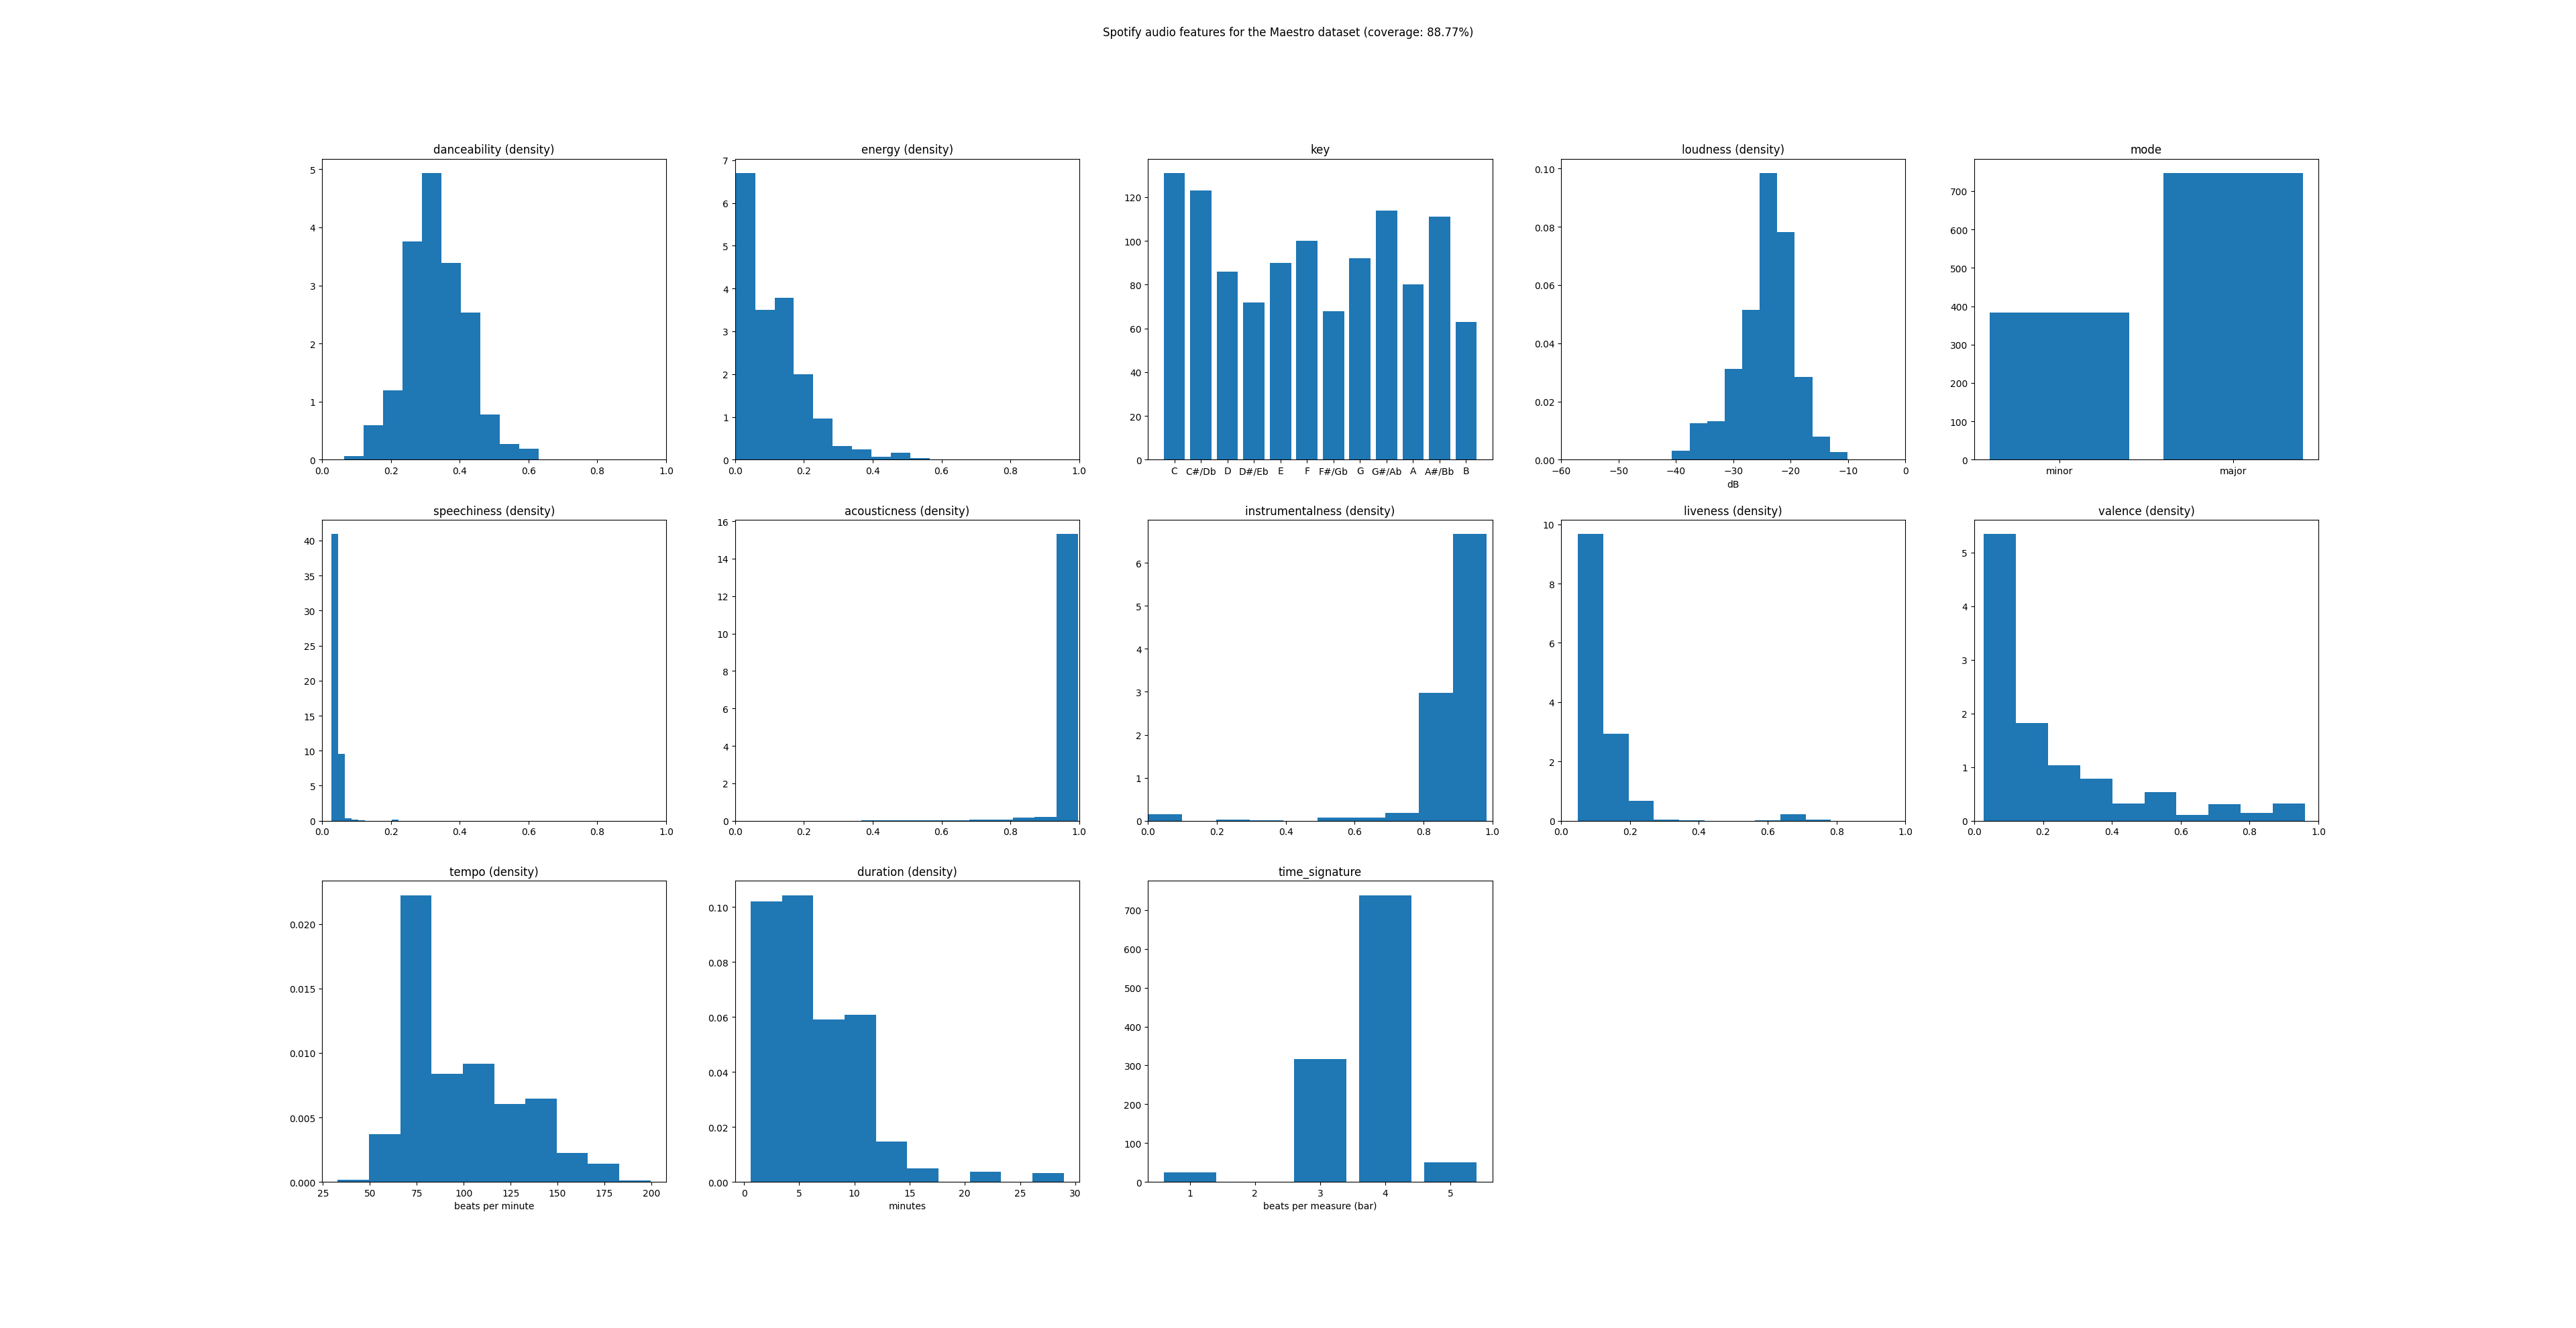 Spotify audio features for the Maestro dataset (coverage: 88.77%)
danceability (density)
5
4
3
2
1
0
0.0 0.2 0.4 0.6 0.8 1.0
energy (density)
7
6
5
4
3
2
1
0
0.0 0.2 0.4 0.6 0.8 1.0
key
120
100
80
60
40
20
0
C C#/Db D D#/Eb E F F#/Gb G G#/Ab A A#/Bb B
loudness (density)
0.10
0.08
0.06
0.04
0.02
0.00
−60 −50 −40 −30 −20 −10 0
dB
mode
700
600
500
400
300
200
100
0
minor major
speechiness (density)
40
35
30
25
20
15
10
5
0
0.0 0.2 0.4 0.6 0.8 1.0
acousticness (density)
16
14
12
10
8
6
4
2
0
0.0 0.2 0.4 0.6 0.8 1.0
instrumentalness (density)
6
5
4
3
2
1
0
0.0 0.2 0.4 0.6 0.8 1.0
liveness (density)
10
8
6
4
2
0
0.0 0.2 0.4 0.6 0.8 1.0
valence (density)
5
4
3
2
1
0
0.0 0.2 0.4 0.6 0.8 1.0
tempo (density)
0.020
0.015
0.010
0.005
0.000
25 50 75 100 125 150 175 200
beats per minute
duration (density)
0.10
0.08
0.06
0.04
0.02
0.00
0 5 10 15 20 25 30
minutes
time_signature
700
600
500
400
300
200
100
0
1 2 3 4 5
beats per measure (bar)